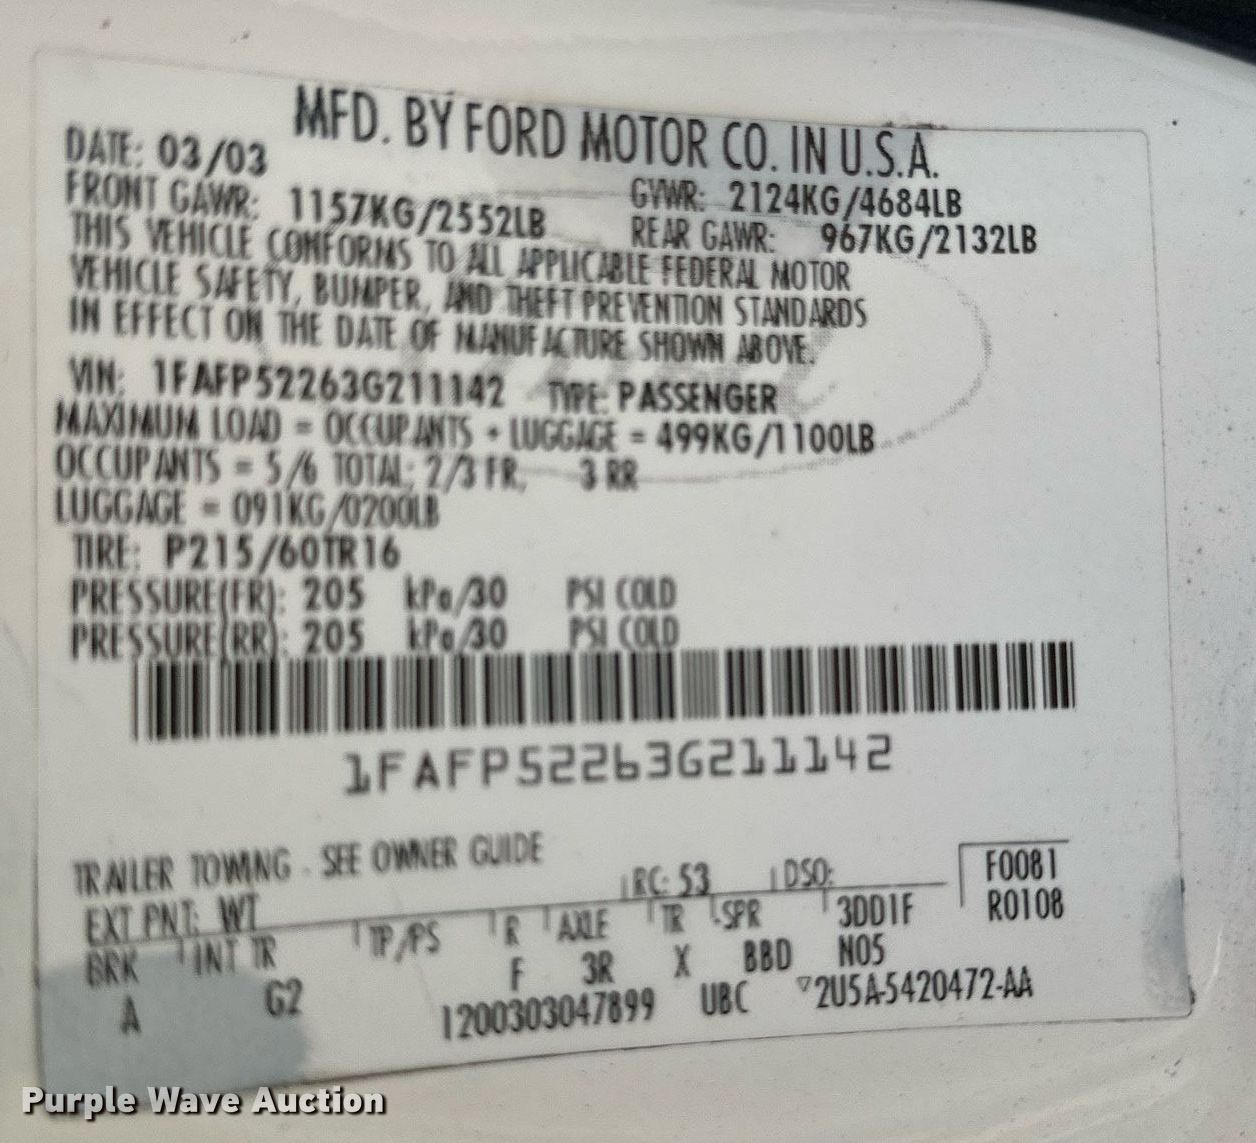 MFD. BY FORD MOTOR CO. IN U.S.A.
DATE: 03/03
GVWR: 2124KG/4684LB
FRONT GAWR: 1157KG/2552LB
REAR GAWR: 967KG/2132LB
THIS VEHICLE CONFORMS TO ALL APPLICABLE FEDERAL MOTOR
VEHICLE SAFETY, BUMPER, AND THEFT PREVENTION STANDARDS
IN EFFECT ON THE DATE OF MANUFACTURE SHOWN ABOVE.
VIN: 1FAFP52263G211142 TYPE: PASSENGER
MAXIMUM LOAD = OCCUPANTS + LUGGAGE = 499KG/1100LB
OCCUPANTS = 5/6 TOTAL; 2/3 FR, 3 RR
LUGGAGE = 091KG/0200LB
TIRE: P215/60TR16
PRESSURE(FR): 205 kPa/30 PSI COLD
PRESSURE(RR): 205 kPa/30 PSI COLD
1FAFP52263G211142
TRAILER TOWING - SEE OWNER GUIDE
EXT PNT: WT RC: 53 DSO: F0081
R0108
BRK INT TR TP/PS R AXLE TR SPR 3DD1F
A G2 F 3R X BBD N05
1200303047899 UBC ▽2U5A-5420472-AA
Purple Wave Auction